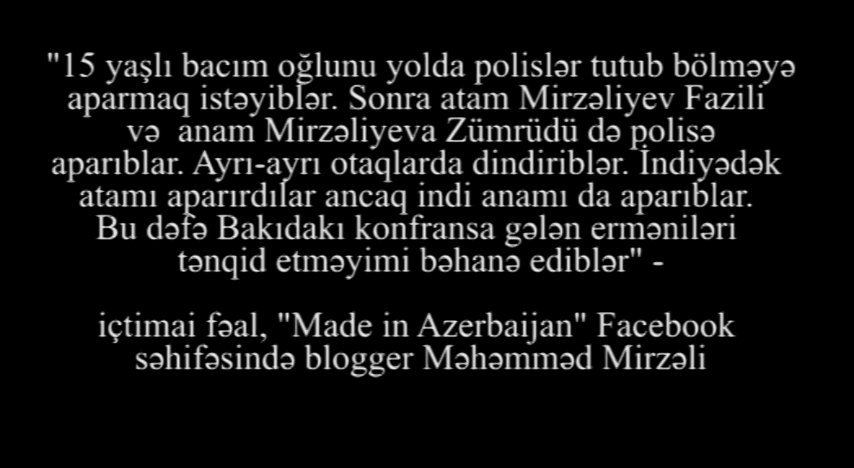 "15 yaşlı bacım oğlunu yolda polislər tutub bölməyə
aparmaq istəyiblər. Sonra atam Mirzəliyev Fazili
və anam Mirzəliyeva Zümrüdü də polisə
aparıblar. Ayrı-ayrı otaqlarda dindiriblər. İndiyədək
atamı aparırdılar ancaq indi anamı da aparıblar.
Bu dəfə Bakıdakı konfransa gələn erməniləri
tənqid etməyimi bəhanə ediblər" -
içtimai fəal, "Made in Azerbaijan" Facebook
səhifəsində blogger Məhəmməd Mirzəli